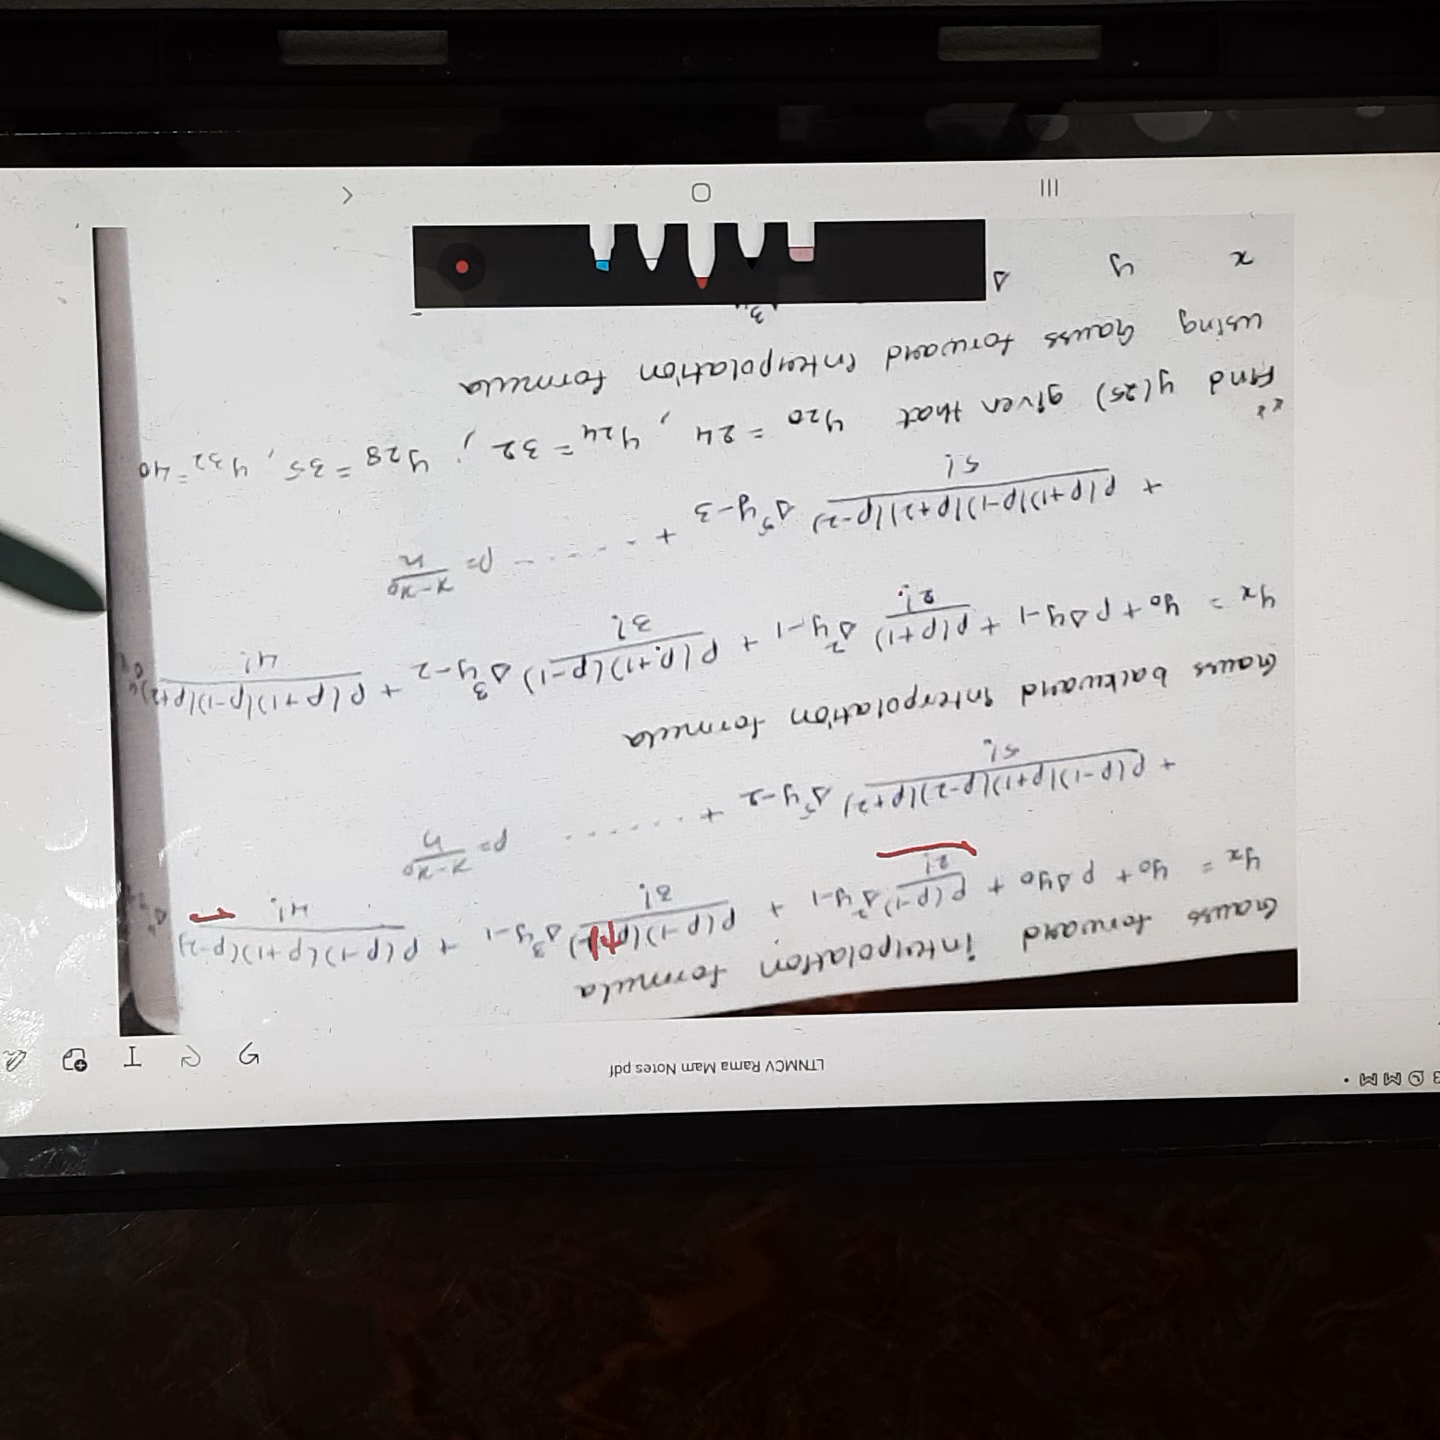 LTNMCV Rama Mam Notes.pdf
T
Gauss forward interpolation formula
yx = y0 + pΔy0 + p(p-1)/2! Δ²y-1 + p(p-1)(p+1)/3! Δ³y-1 + p(p-1)(p+1)(p-2)/4!
+ p(p-1)(p+1)(p-2)(p+2)/5! Δ⁵y-2 + ...... p = x-x0/h
Gauss backward interpolation formula
yx = y0 + pΔy-1 + p(p+1)/2! Δ²y-1 + p(p+1)(p-1)/3! Δ³y-2 + p(p+1)(p-1)(p+2)/4!
+ p(p+1)(p-1)(p+2)(p-2)/5! Δ⁵y-3 + ...... p = x-x0/h
Find y(25) given that y20 = 24, y24 = 32, y28 = 35, y32 = 40
using Gauss forward interpolation formula
x y Δ